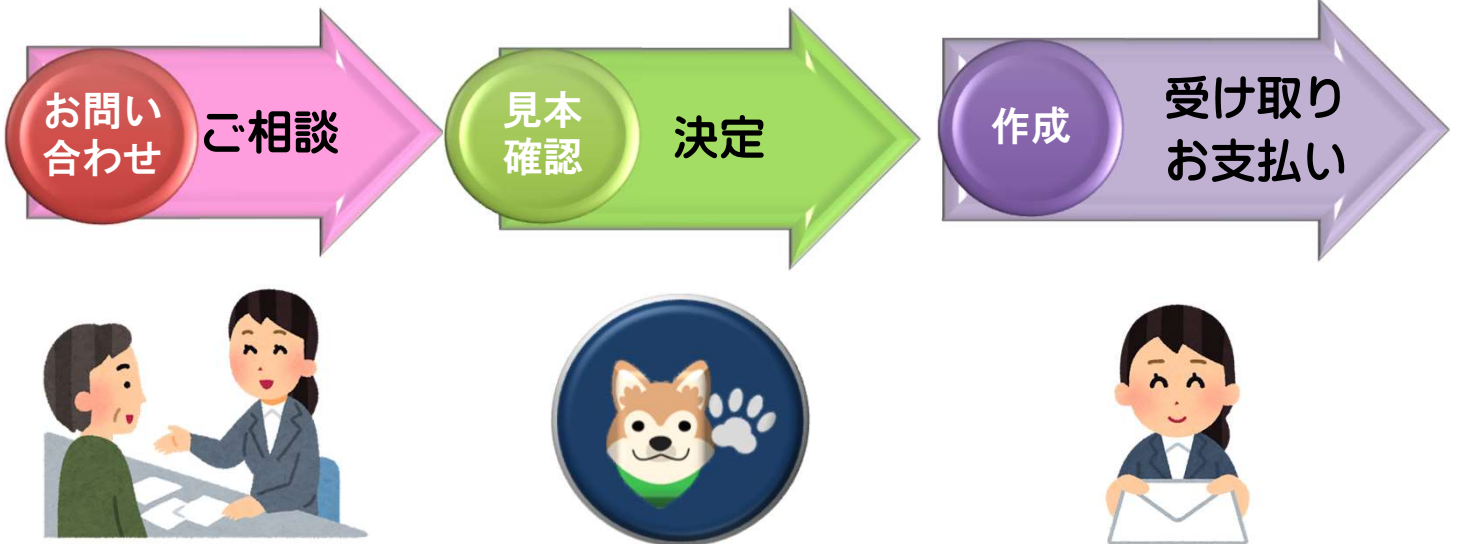 お問い
合わせ
ご相談
見本
確認
決定
作成
受け取り
お支払い